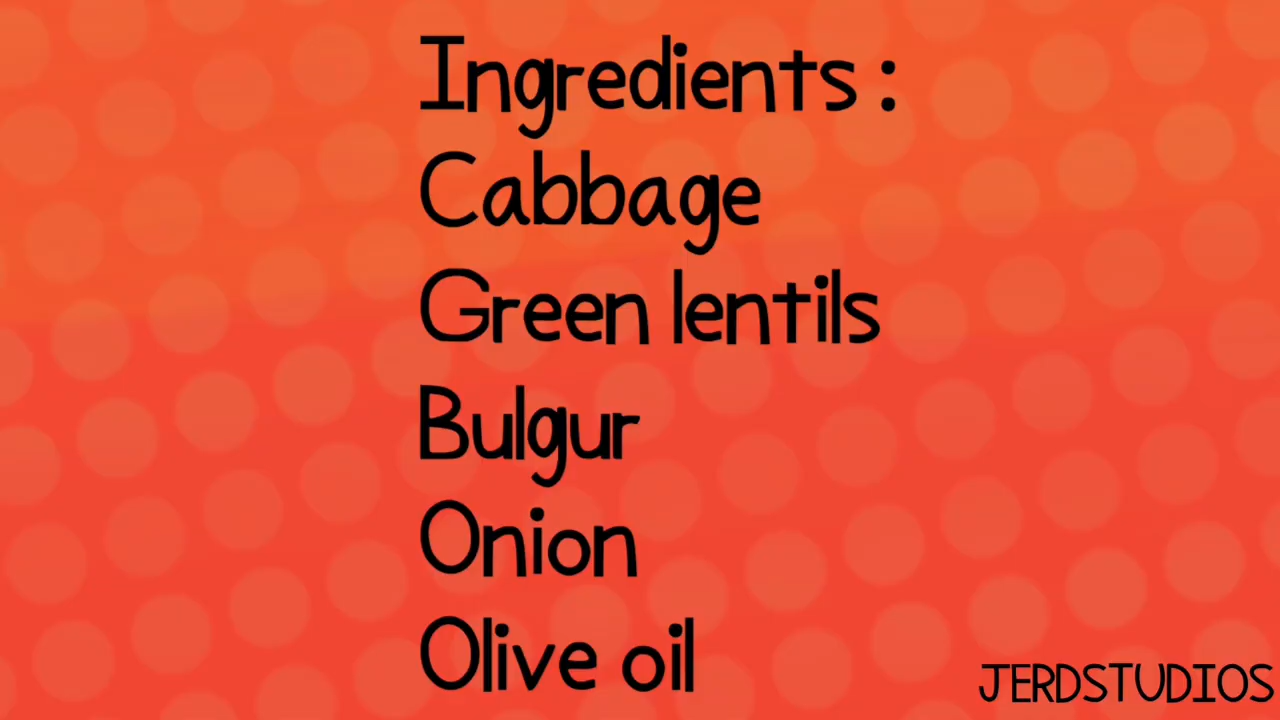 Ingredients :
Cabbage
Green lentils
Bulgur
Onion
Olive oil
JERDSTUDIOS